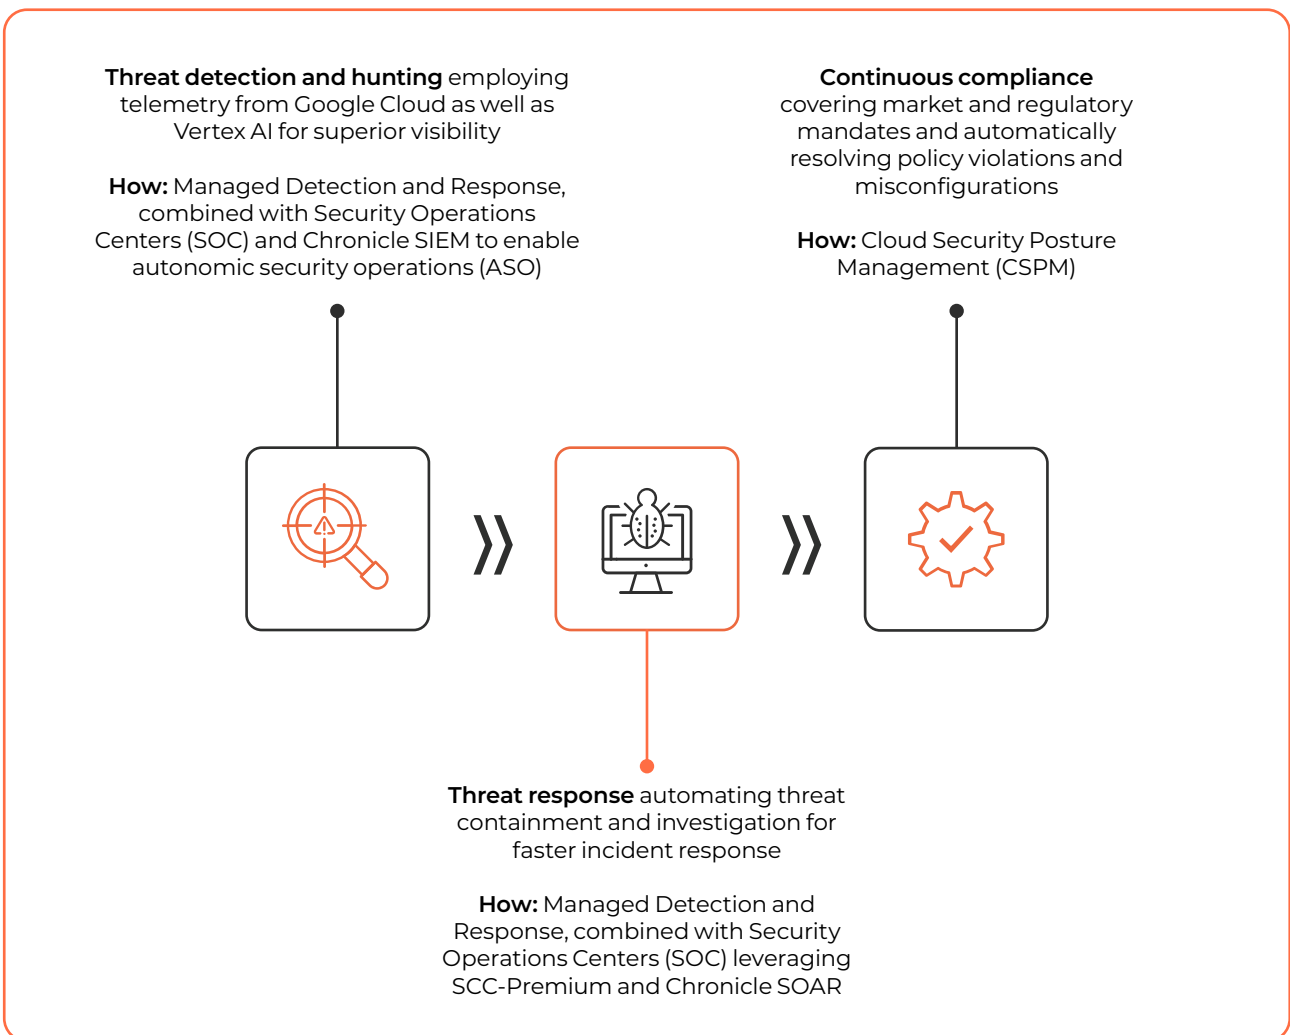 Threat detection and hunting employing
telemetry from Google Cloud as well as
Vertex AI for superior visibility
How: Managed Detection and Response,
combined with Security Operations
Centers (SOC) and Chronicle SIEM to enable
autonomic security operations (ASO)
Continuous compliance
covering market and regulatory
mandates and automatically
resolving policy violations and
misconfigurations
How: Cloud Security Posture
Management (CSPM)
Threat response automating threat
containment and investigation for
faster incident response
How: Managed Detection and
Response, combined with Security
Operations Centers (SOC) leveraging
SCC-Premium and Chronicle SOAR